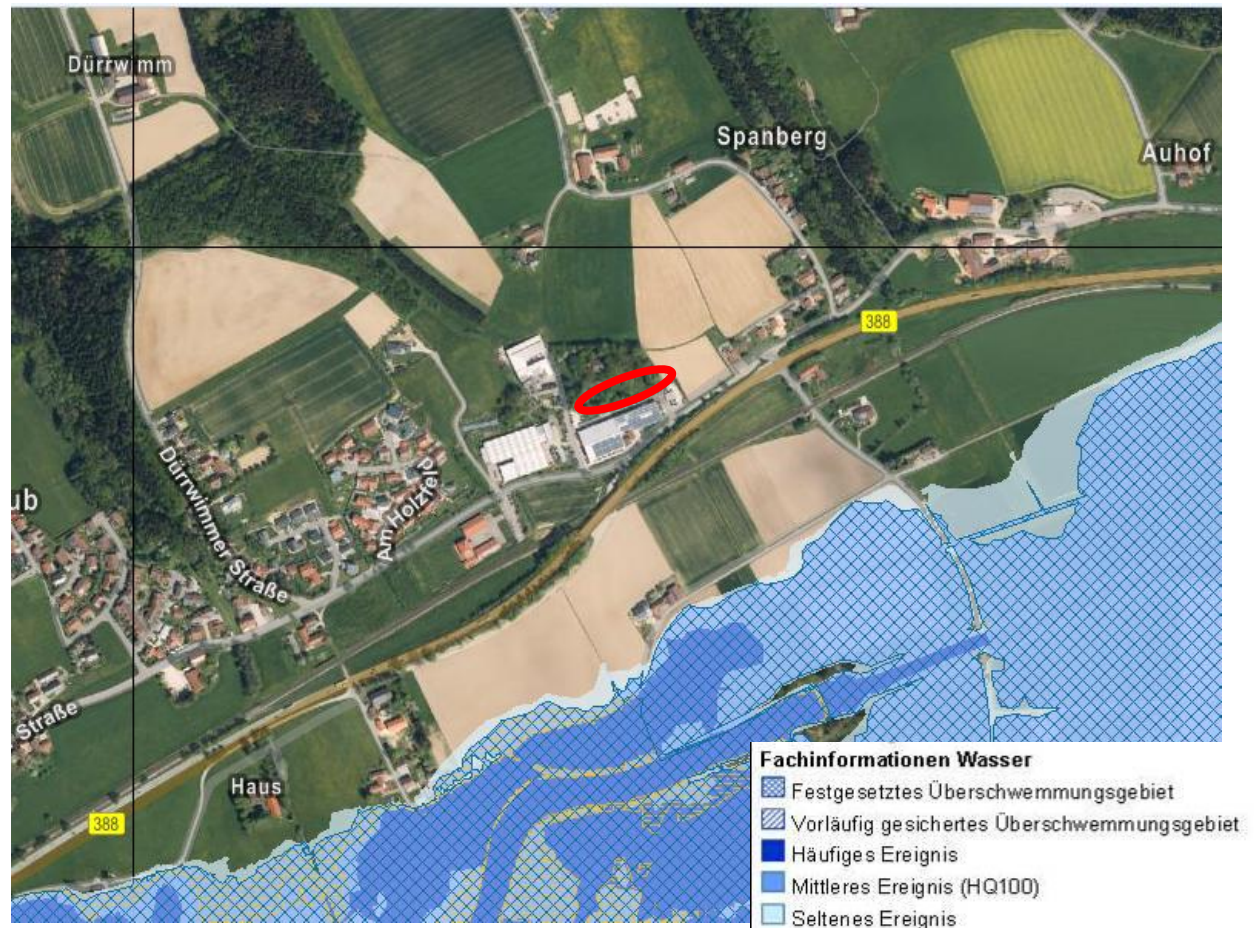 Dürrwimm
Spanberg
Auhof
388
ub
Dürrwimmer Straße
Am Holzfeld
Straße
Haus
388
Fachinformationen Wasser
Festgesetztes Überschwemmungsgebiet
Vorläufig gesichertes Überschwemmungsgebiet
Häufiges Ereignis
Mittleres Ereignis (HQ100)
Seltenes Ereignis